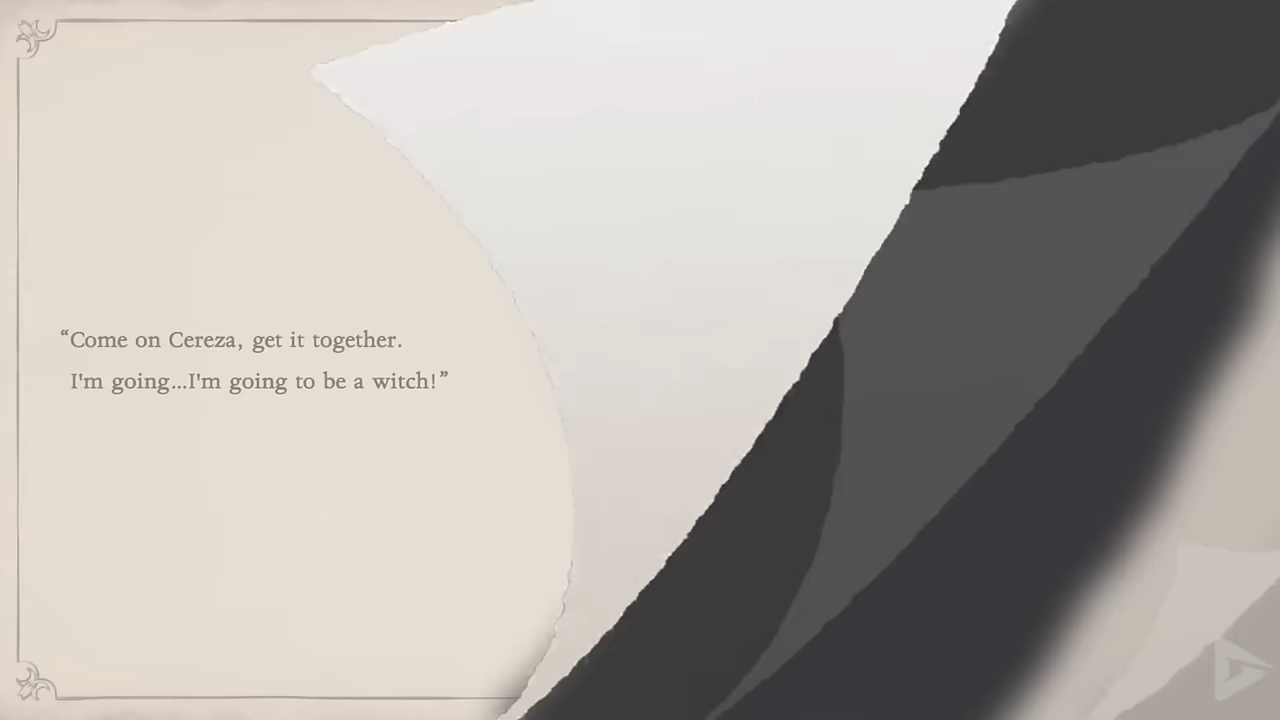 “Come on Cereza, get it together.
I'm going...I'm going to be a witch!”